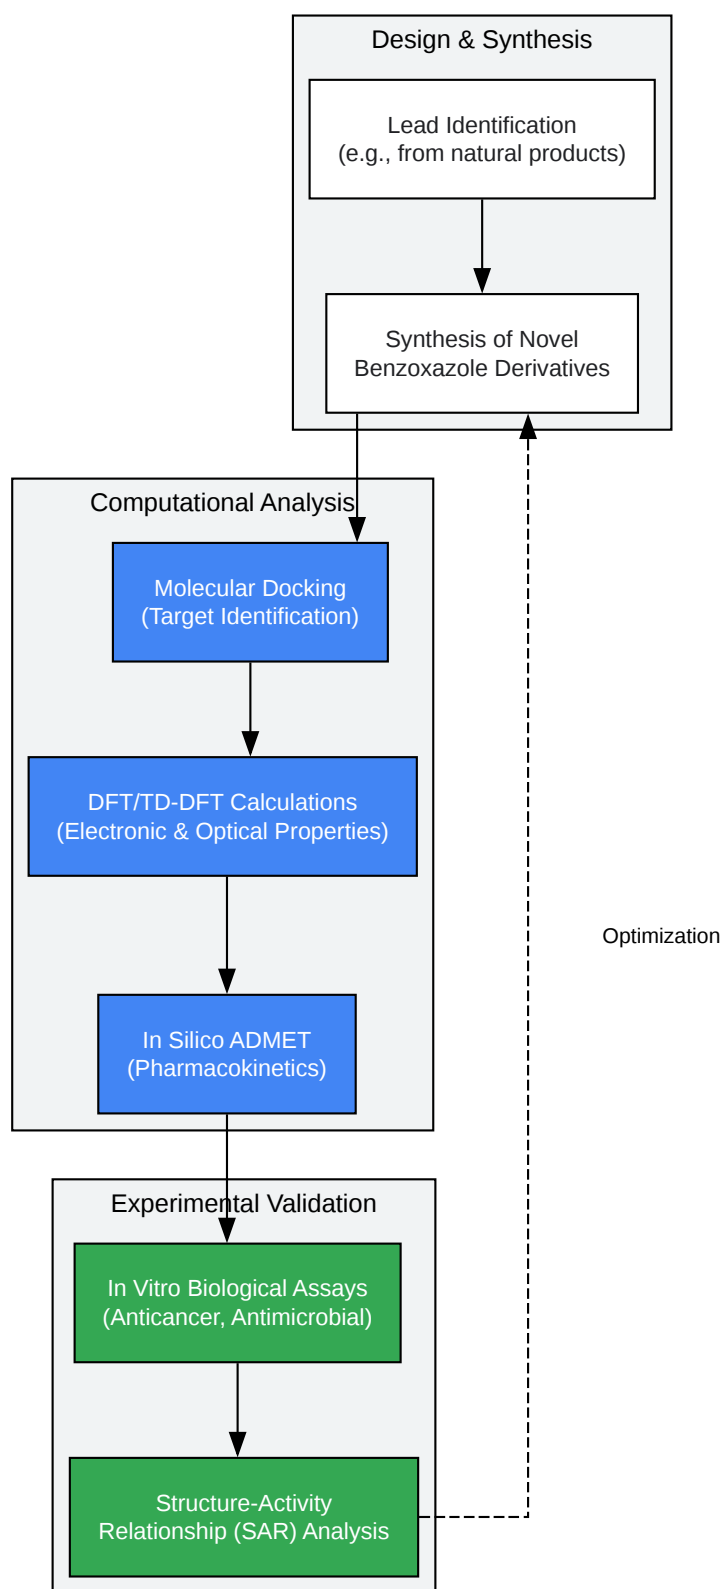 Design & Synthesis
Lead Identification
(e.g., from natural products)
Synthesis of Novel
Benzoxazole Derivatives
Computational Analysis
Molecular Docking
(Target Identification)
DFT/TD-DFT Calculations
(Electronic & Optical Properties)
Optimization
In Silico ADMET
(Pharmacokinetics)
Experimental Validation
In Vitro Biological Assays
(Anticancer, Antimicrobial)
Structure-Activity
Relationship (SAR) Analysis